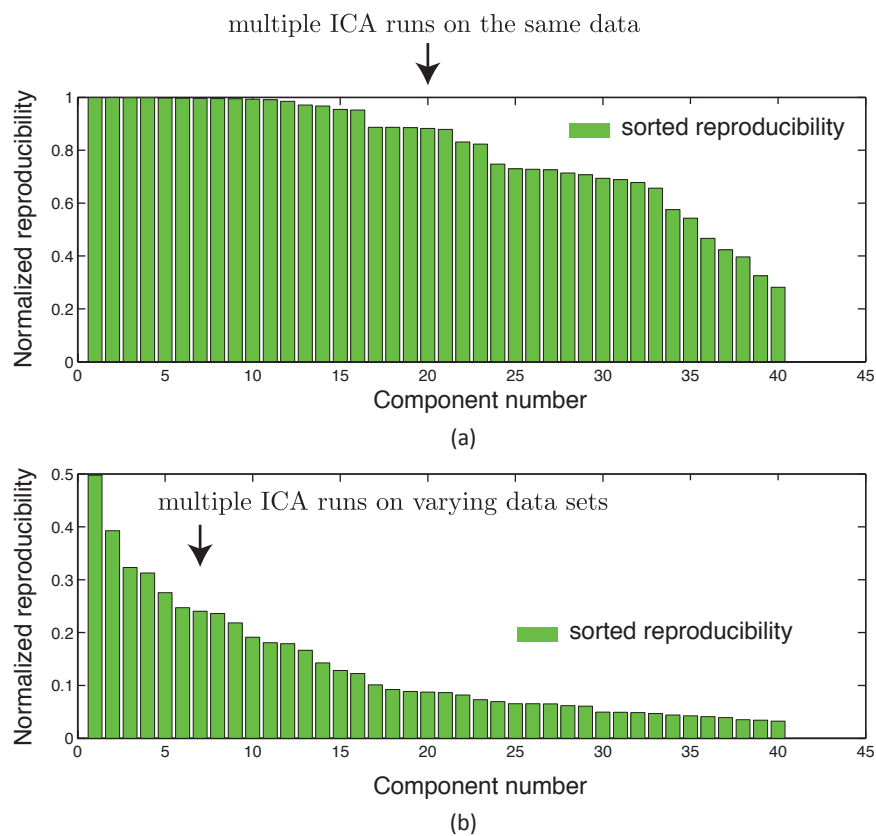 multiple ICA runs on the same data
Normalized reproducibility
1
0.8
0.6
0.4
0.2
0
sorted reproducibility
0 5 10 15 20 25 30 35 40 45
Component number
(a)
Normalized reproducibility
0.5
0.4
0.3
0.2
0.1
0
multiple ICA runs on varying data sets
sorted reproducibility
0 5 10 15 20 25 30 35 40 45
Component number
(b)